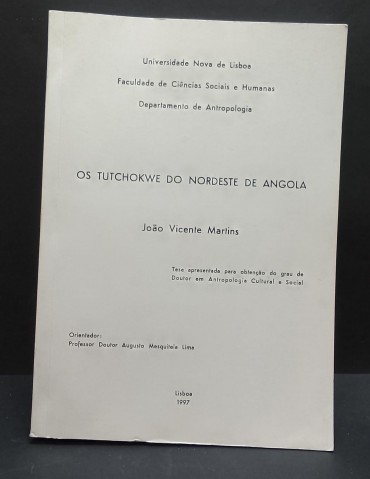 Universidade Nova de Lisboa
Faculdade de Ciências Sociais e Humanas
Departamento de Antropologia
OS TUTCHOKWE DO NORDESTE DE ANGOLA
João Vicente Martins
Tese apresentada para obtenção do grau de
Doutor em Antropologia Cultural e Social
Orientador:
Professor Doutor Augusto Mesquitela Lima
Lisboa
1997